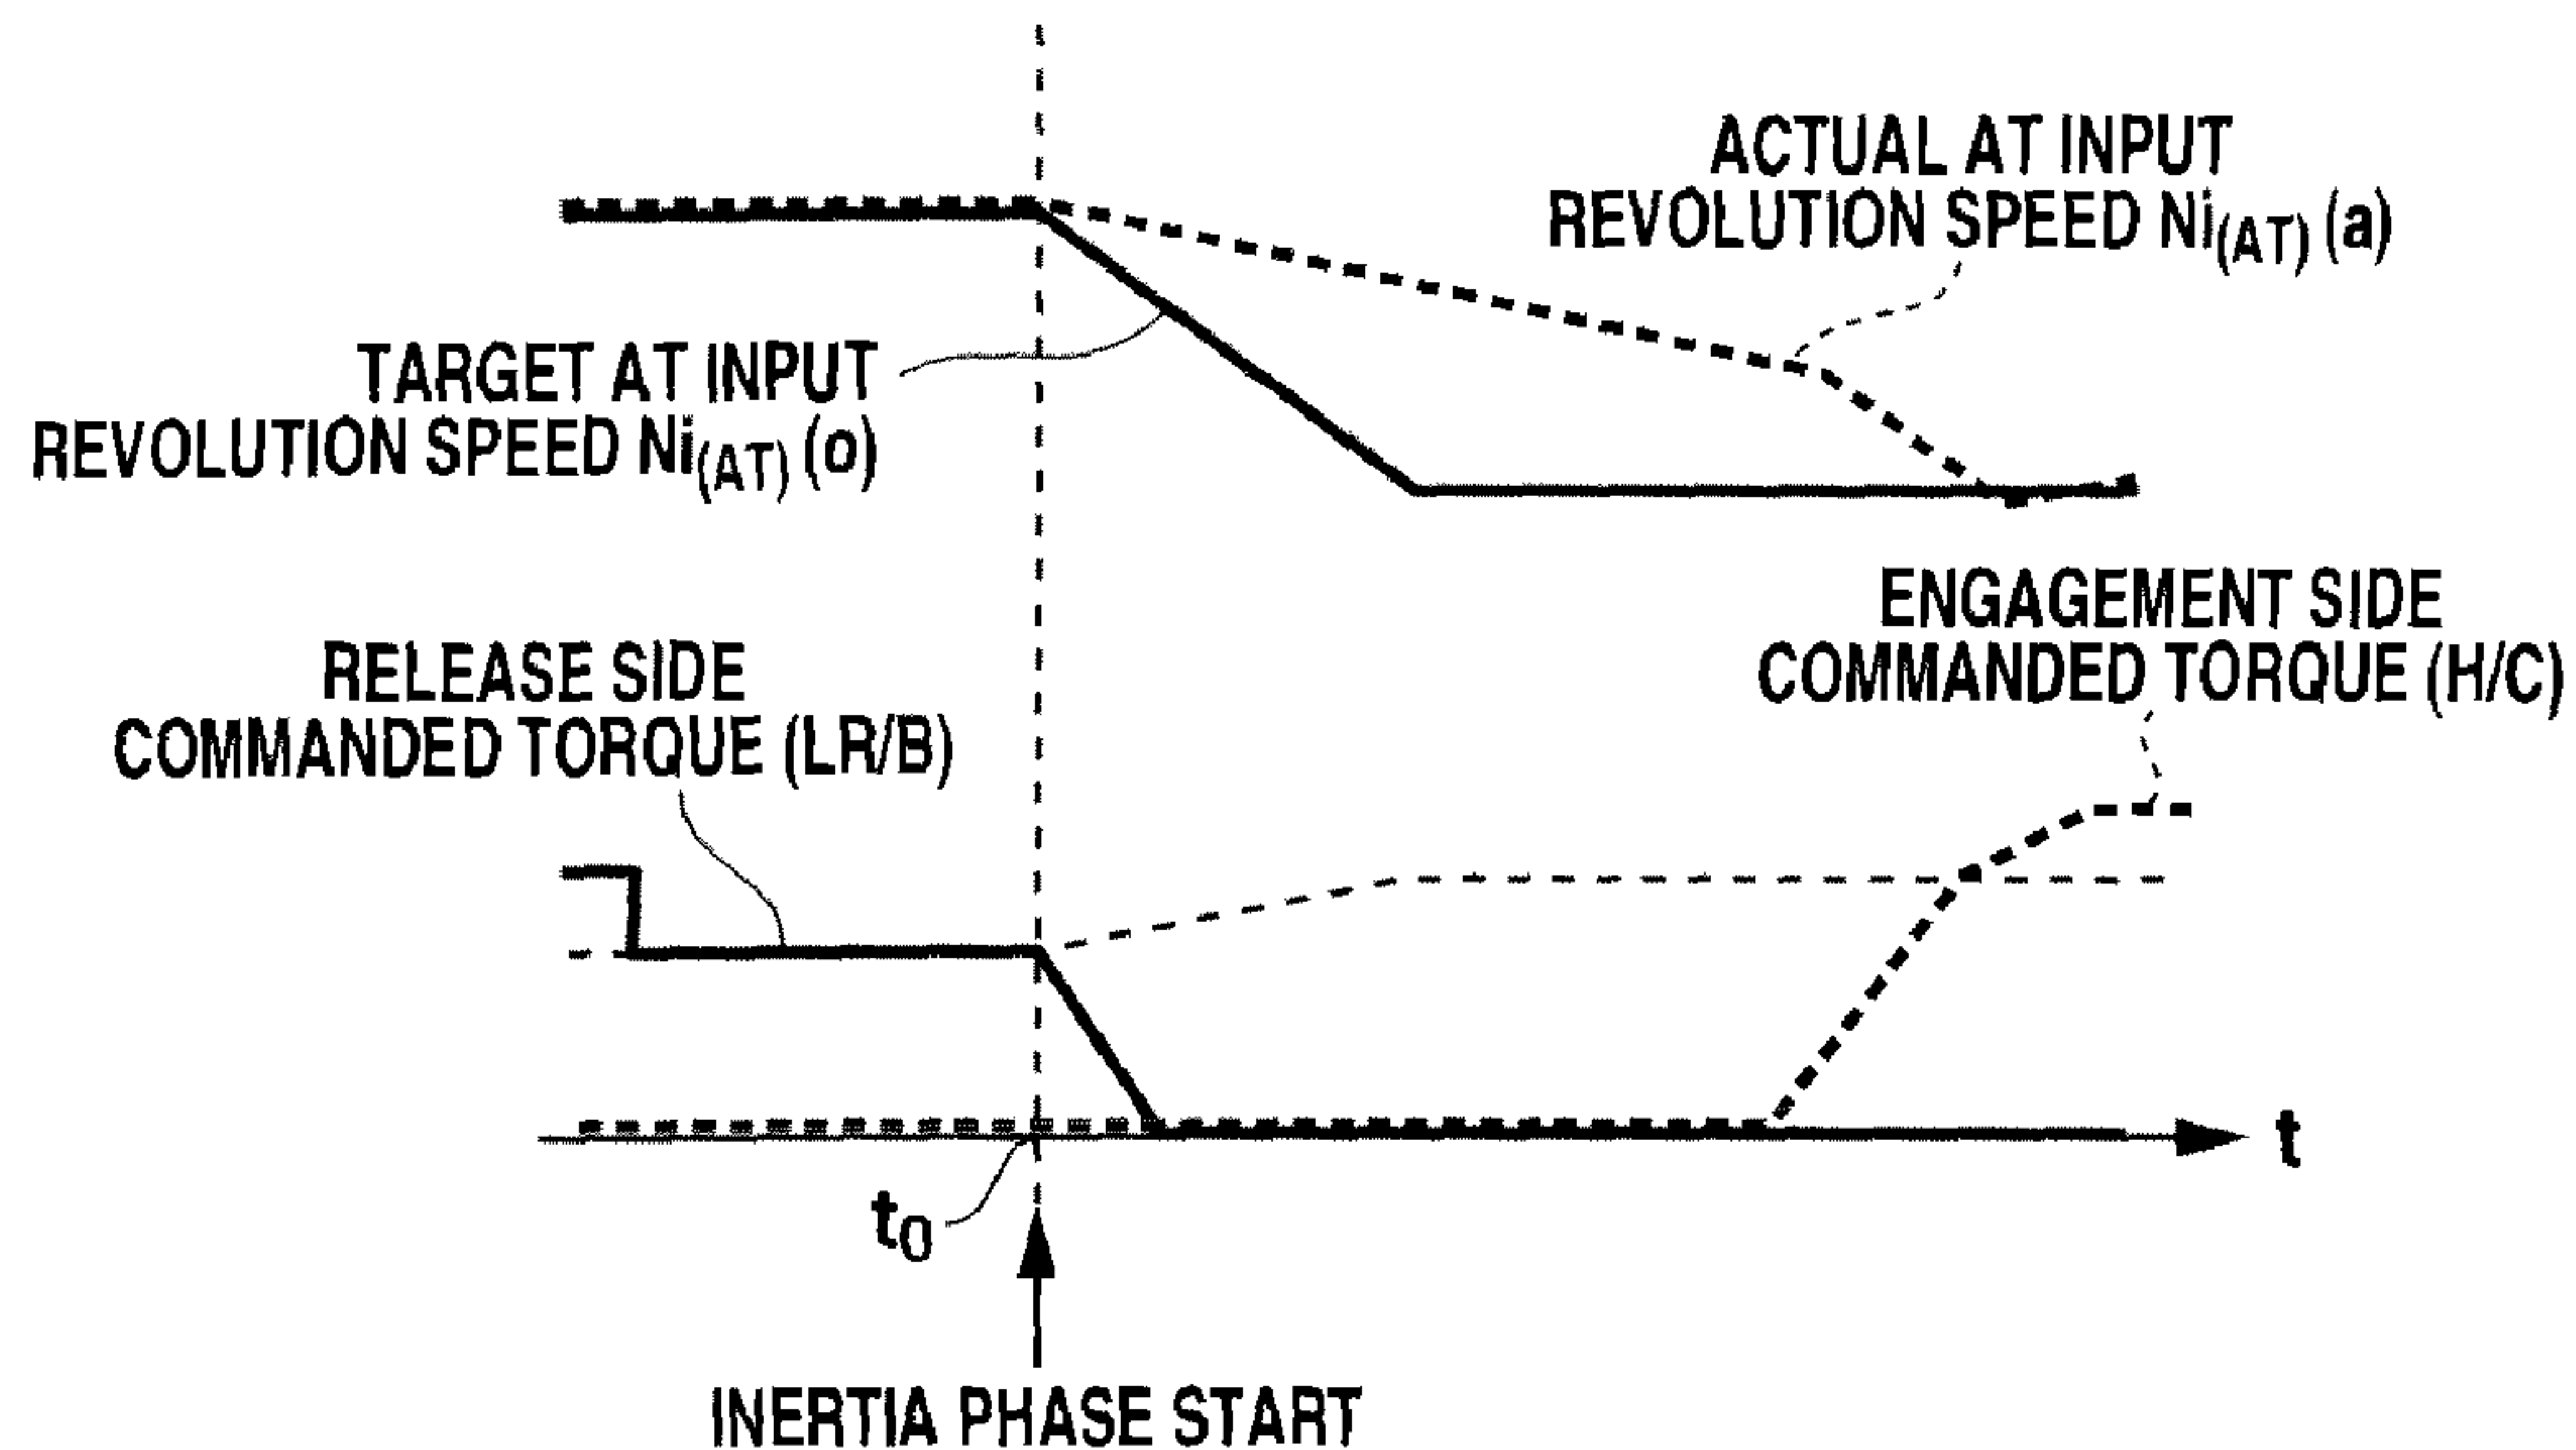 ACTUAL AT INPUT
REVOLUTION SPEED Ni(AT) (a)
TARGET AT INPUT
REVOLUTION SPEED Ni(AT) (o)
ENGAGEMENT SIDE
COMMANDED TORQUE (H/C)
RELEASE SIDE
COMMANDED TORQUE (LR/B)
t
t0
INERTIA PHASE START